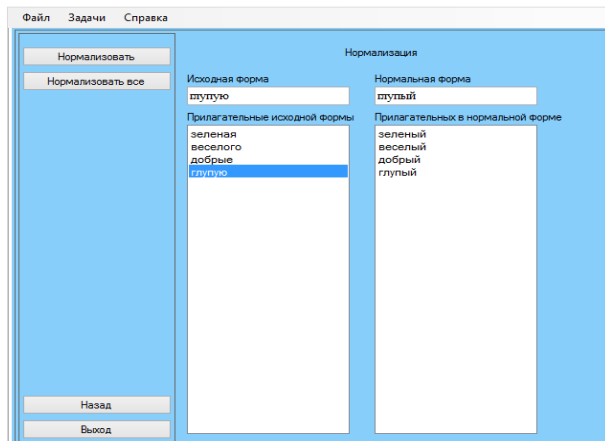 Файл Задачи Справка
Нормализовать
Нормализовать все
Назад
Выход
Нормализация
Исходная форма
глупую
Нормальная форма
глупый
Прилагательные исходной формы
зеленая
веселого
добрые
глупую
Прилагательных в нормальной форме
зеленый
веселый
добрый
глупый